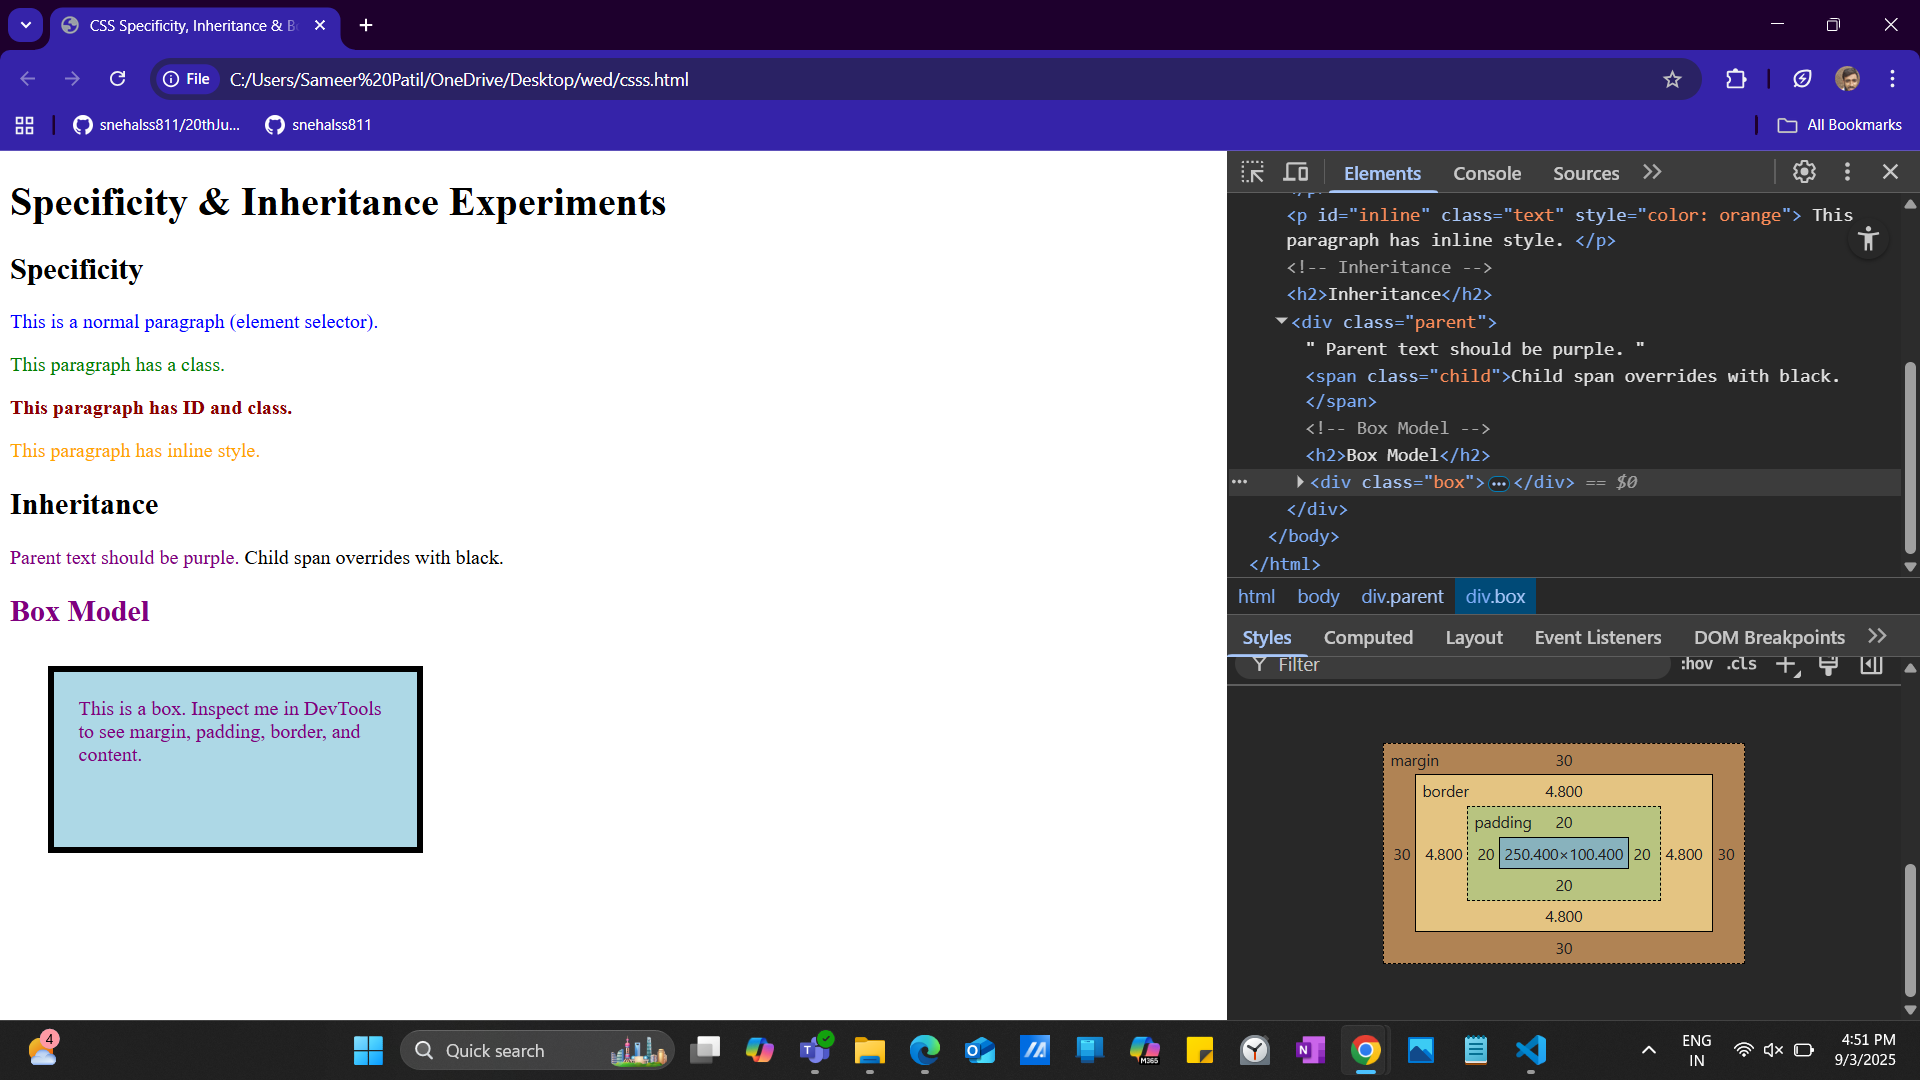 CSS Specificity, Inheritance & B
File
C:/Users/Sameer%20Patil/OneDrive/Desktop/wed/csss.html
snehalss811/20thJu...
snehalss811
All Bookmarks
Specificity & Inheritance Experiments
Specificity
This is a normal paragraph (element selector).
This paragraph has a class.
This paragraph has ID and class.
This paragraph has inline style.
Inheritance
Parent text should be purple. Child span overrides with black.
Box Model
This is a box. Inspect me in DevTools
to see margin, padding, border, and
content.
Elements
Console
Sources
<p id="inline" class="text" style="color: orange"> This
paragraph has inline style. </p>
<!-- Inheritance -->
<h2>Inheritance</h2>
<div class="parent">
" Parent text should be purple. "
<span class="child">Child span overrides with black.
</span>
<!-- Box Model -->
<h2>Box Model</h2>
<div class="box"> ... </div> == $0
</div>
</body>
</html>
html body div.parent div.box
Styles Computed Layout Event Listeners DOM Breakpoints
Filter :hov .cls
margin 30
border 4.800
padding 20
30 4.800 20 250.400×100.400 20 4.800 30
20
4.800
30
4
Quick search
M365
ENG
IN
4:51 PM
9/3/2025